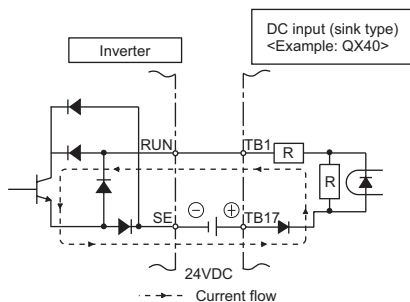 Inverter
DC input (sink type)
<Example: QX40>
RUN
TB1
R
R
SE
⊖
⊕
TB17
24VDC
Current flow